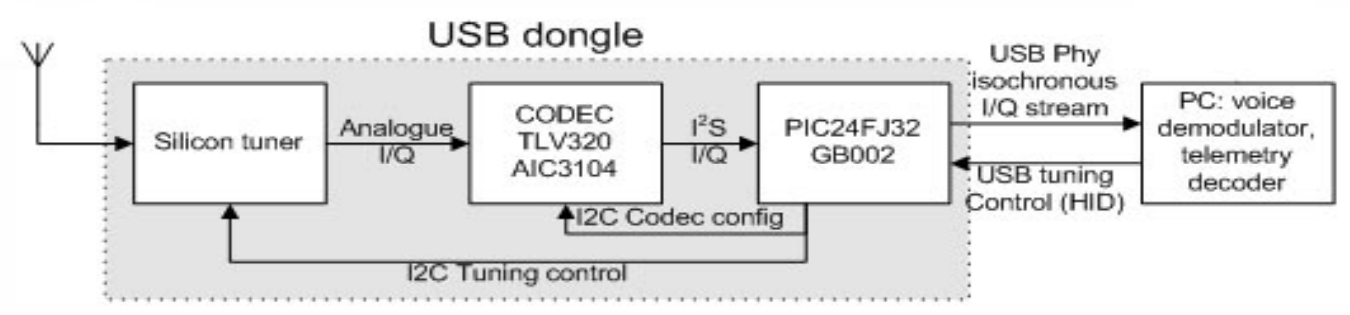 USB dongle
Silicon tuner
Analogue
I/Q
CODEC
TLV320
AIC3104
I²S
I/Q
PIC24FJ32
GB002
USB Phy
isochronous
I/Q stream
USB tuning
Control (HID)
PC: voice
demodulator,
telemetry
decoder
I2C Codec config
I2C Tuning control